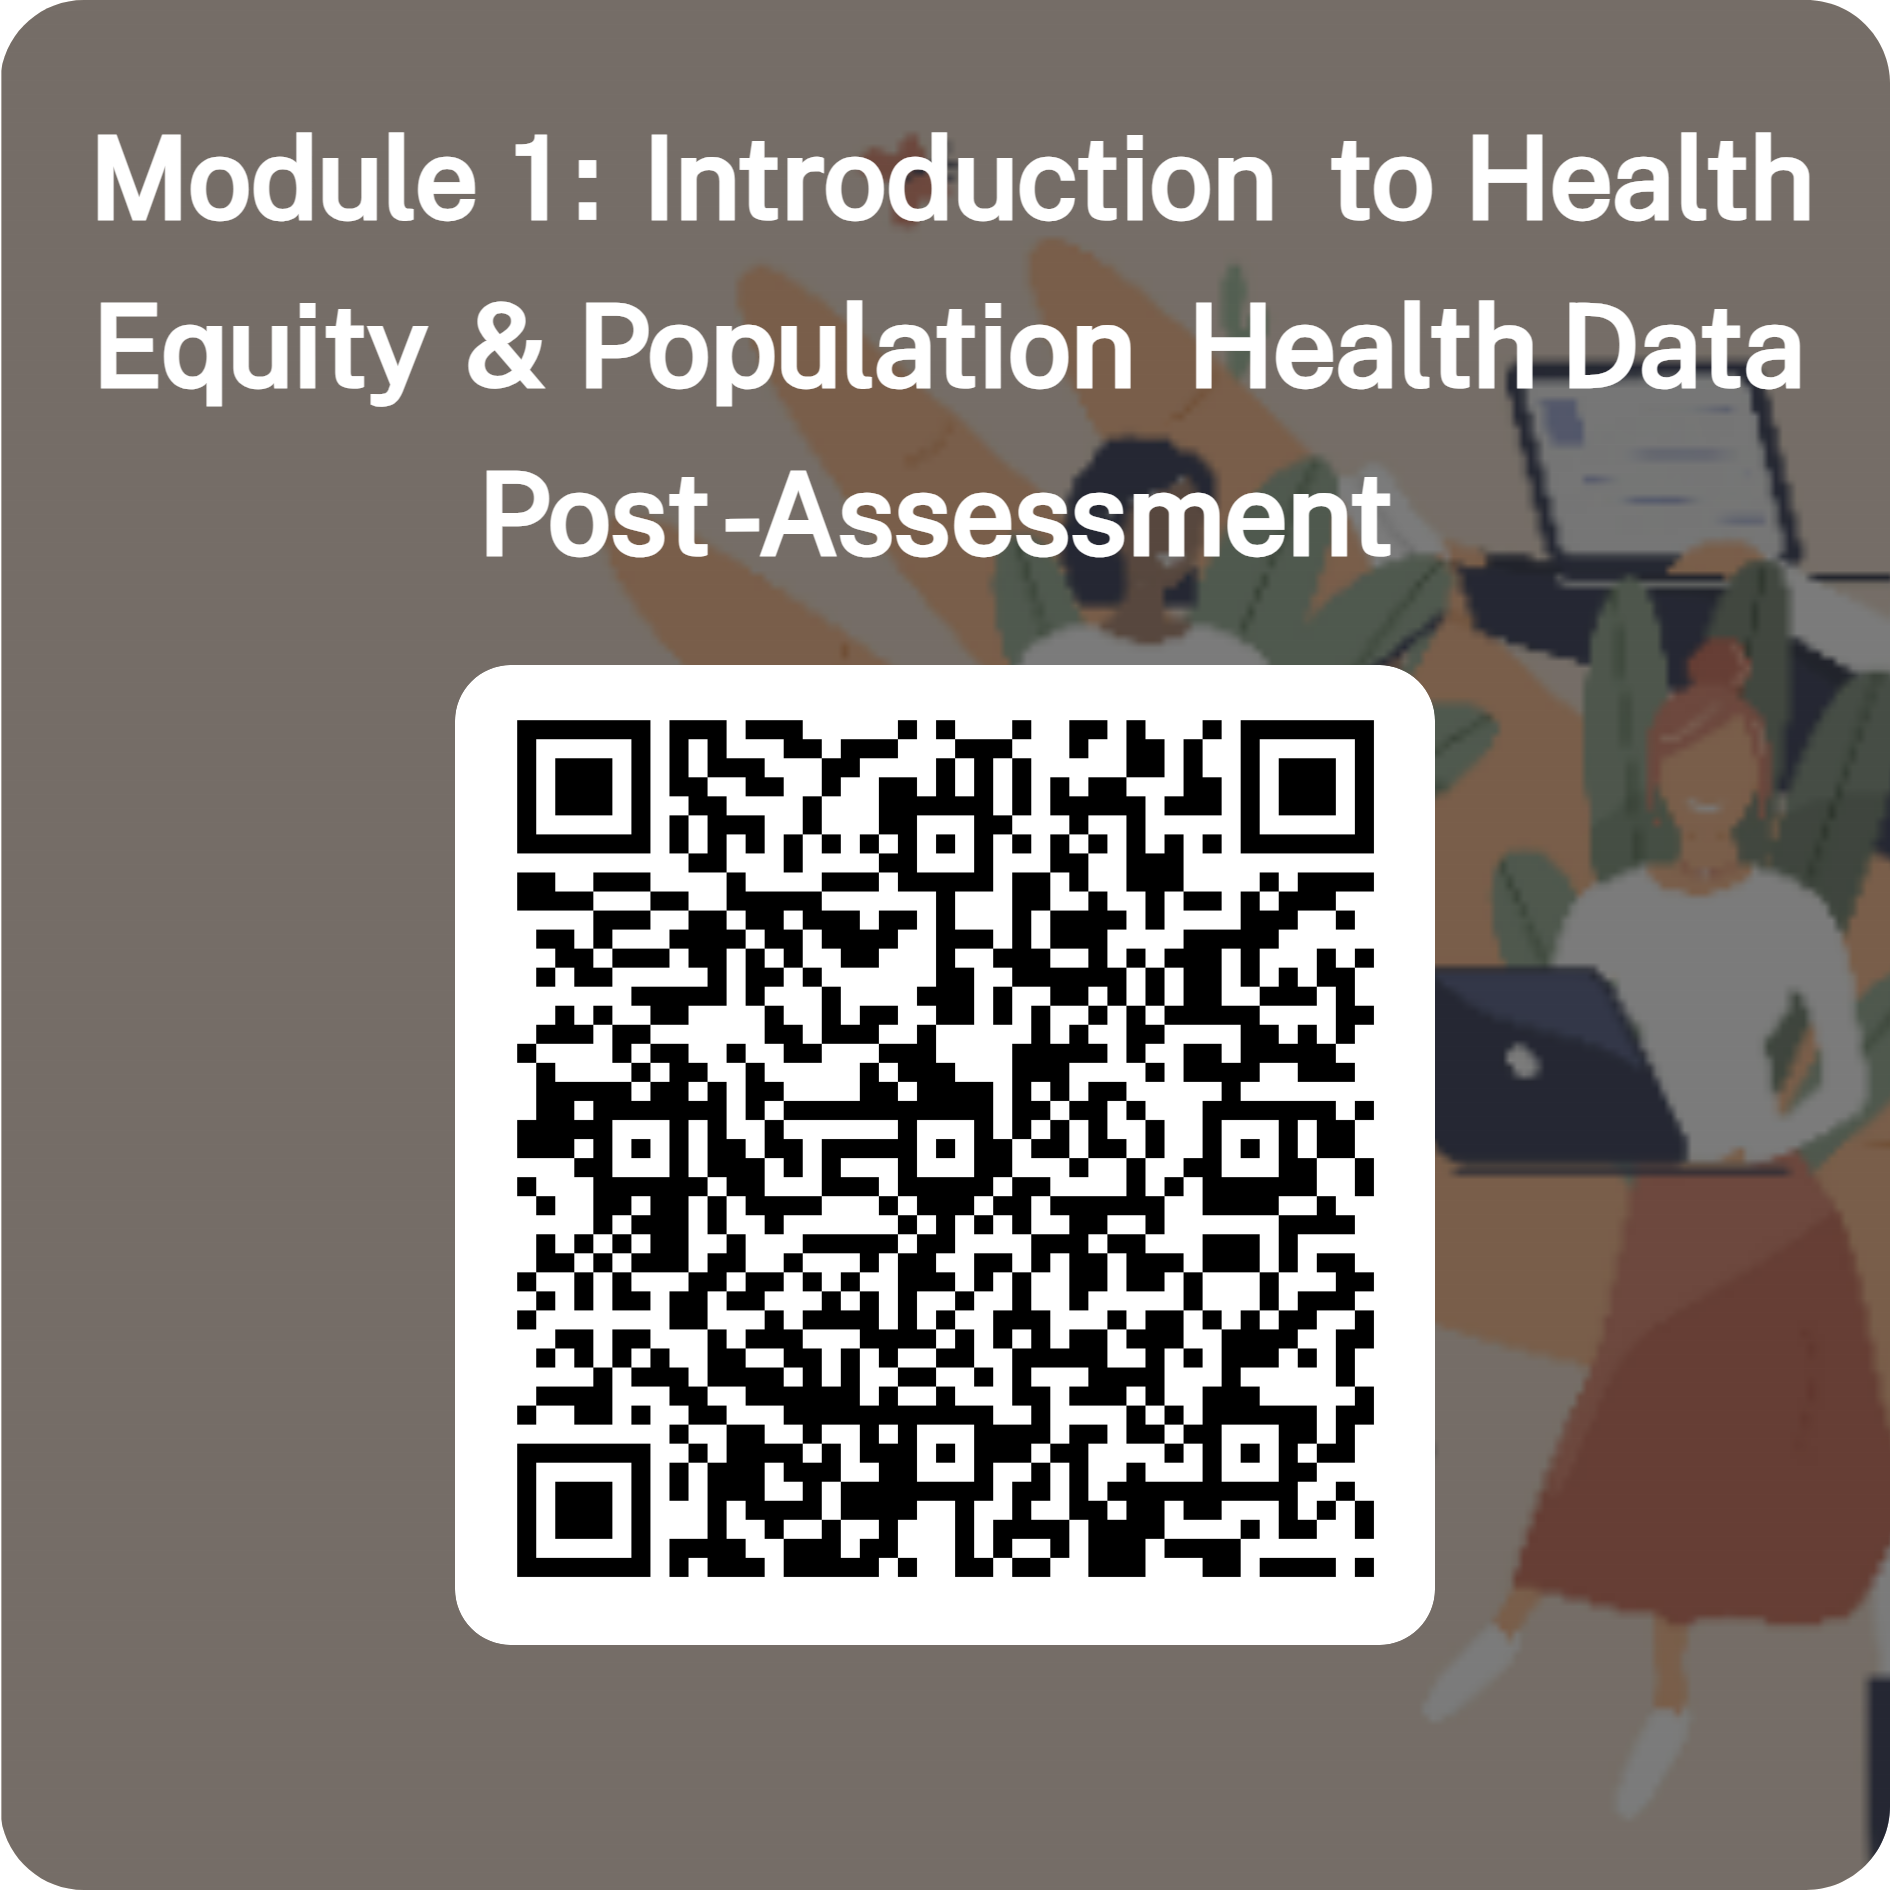 Module 1: Introduction to Health
Equity & Population Health Data
Post-Assessment